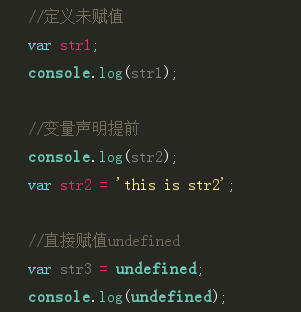 //定义未赋值
var str1;
console.log(str1);
//变量声明提前
console.log(str2);
var str2 = 'this is str2';
//直接赋值undefined
var str3 = undefined;
console.log(undefined);